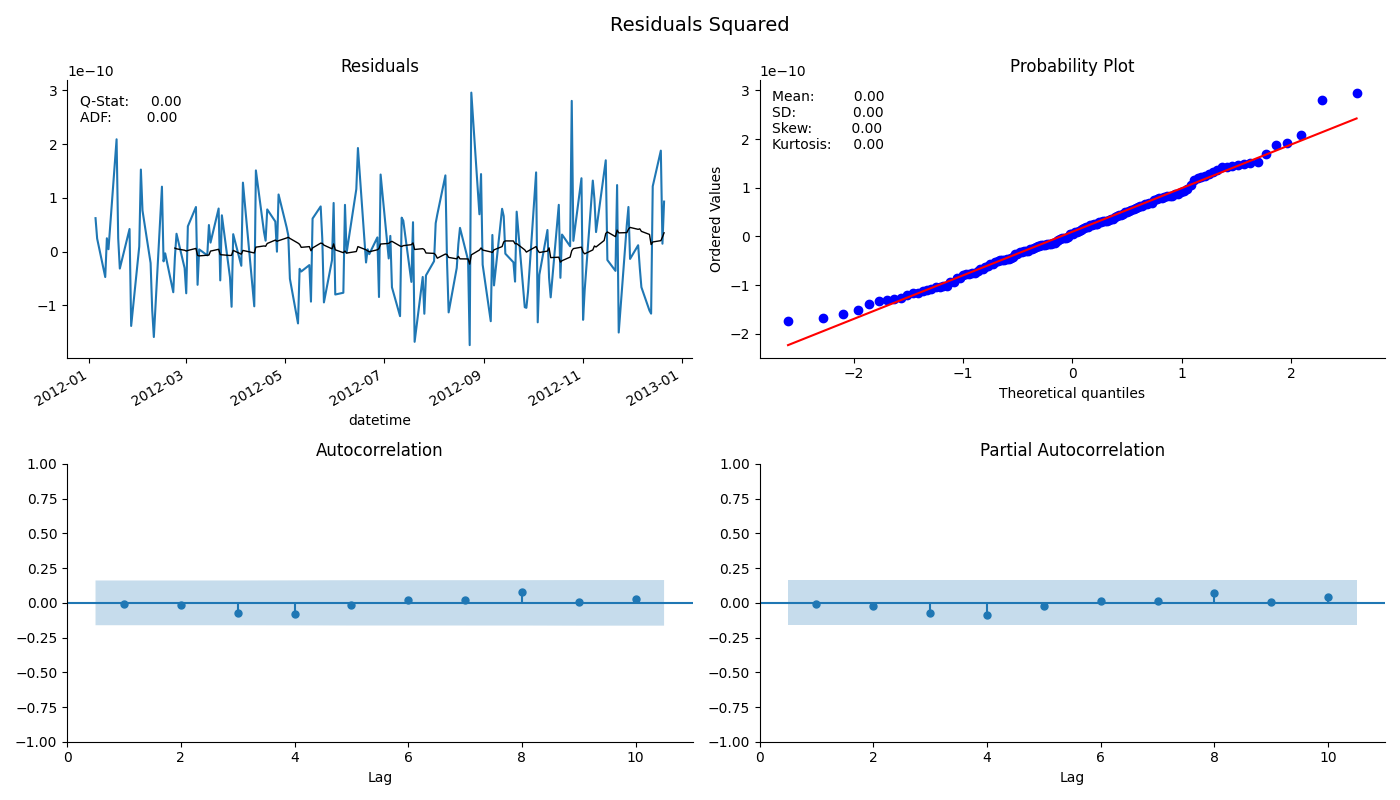 Residuals Squared
Residuals
1e−10
Q-Stat: 0.00
ADF: 0.00
3
2
1
0
−1
2012-01
2012-03
2012-05
2012-07
2012-09
2012-11
2013-01
datetime
Probability Plot
1e−10
Mean: 0.00
SD: 0.00
Skew: 0.00
Kurtosis: 0.00
Ordered Values
3
2
1
0
−1
−2
−2
−1
0
1
2
Theoretical quantiles
Autocorrelation
1.00
0.75
0.50
0.25
0.00
−0.25
−0.50
−0.75
−1.00
0
2
4
6
8
10
Lag
Partial Autocorrelation
1.00
0.75
0.50
0.25
0.00
−0.25
−0.50
−0.75
−1.00
0
2
4
6
8
10
Lag